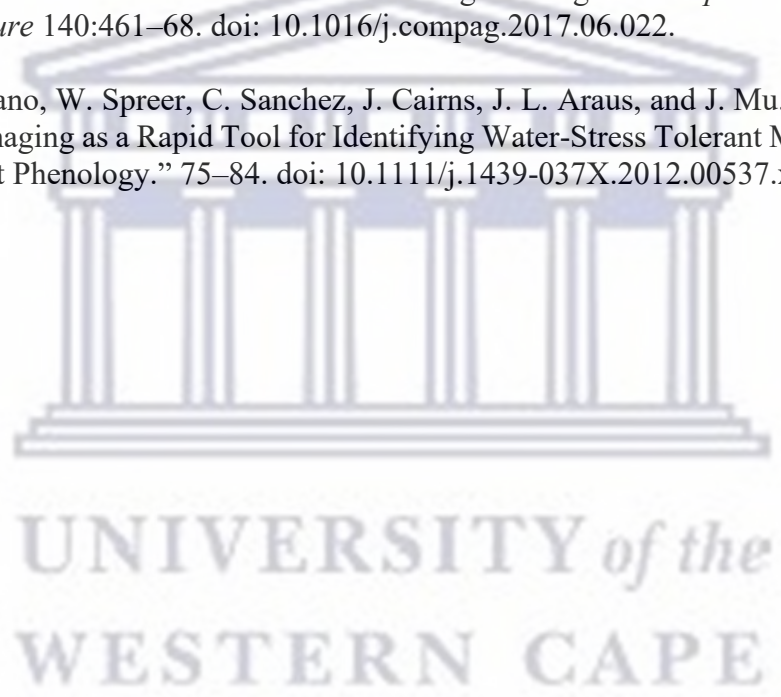 ure 140:461–68. doi: 10.1016/j.compag.2017.06.022.
ano, W. Spreer, C. Sanchez, J. Cairns, J. L. Araus, and J. Mu
naging as a Rapid Tool for Identifying Water-Stress Tolerant
t Phenology.” 75–84. doi: 10.1111/j.1439-037X.2012.00537.x
UNIVERSITY of the
WESTERN CAPE